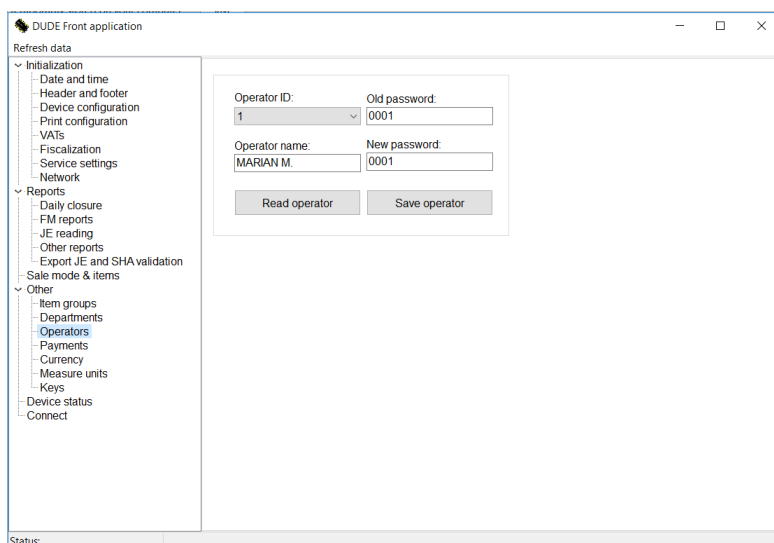 DUDE Front application
Refresh data
Initialization
Date and time
Header and footer
Device configuration
Print configuration
VATs
Fiscalization
Service settings
Network
Reports
Daily closure
FM reports
JE reading
Other reports
Export JE and SHA validation
Sale mode & items
Other
Item groups
Departments
Operators
Payments
Currency
Measure units
Keys
Device status
Connect
Operator ID: Old password:
1 0001
Operator name: New password:
MARIAN M. 0001
Read operator Save operator
Status: